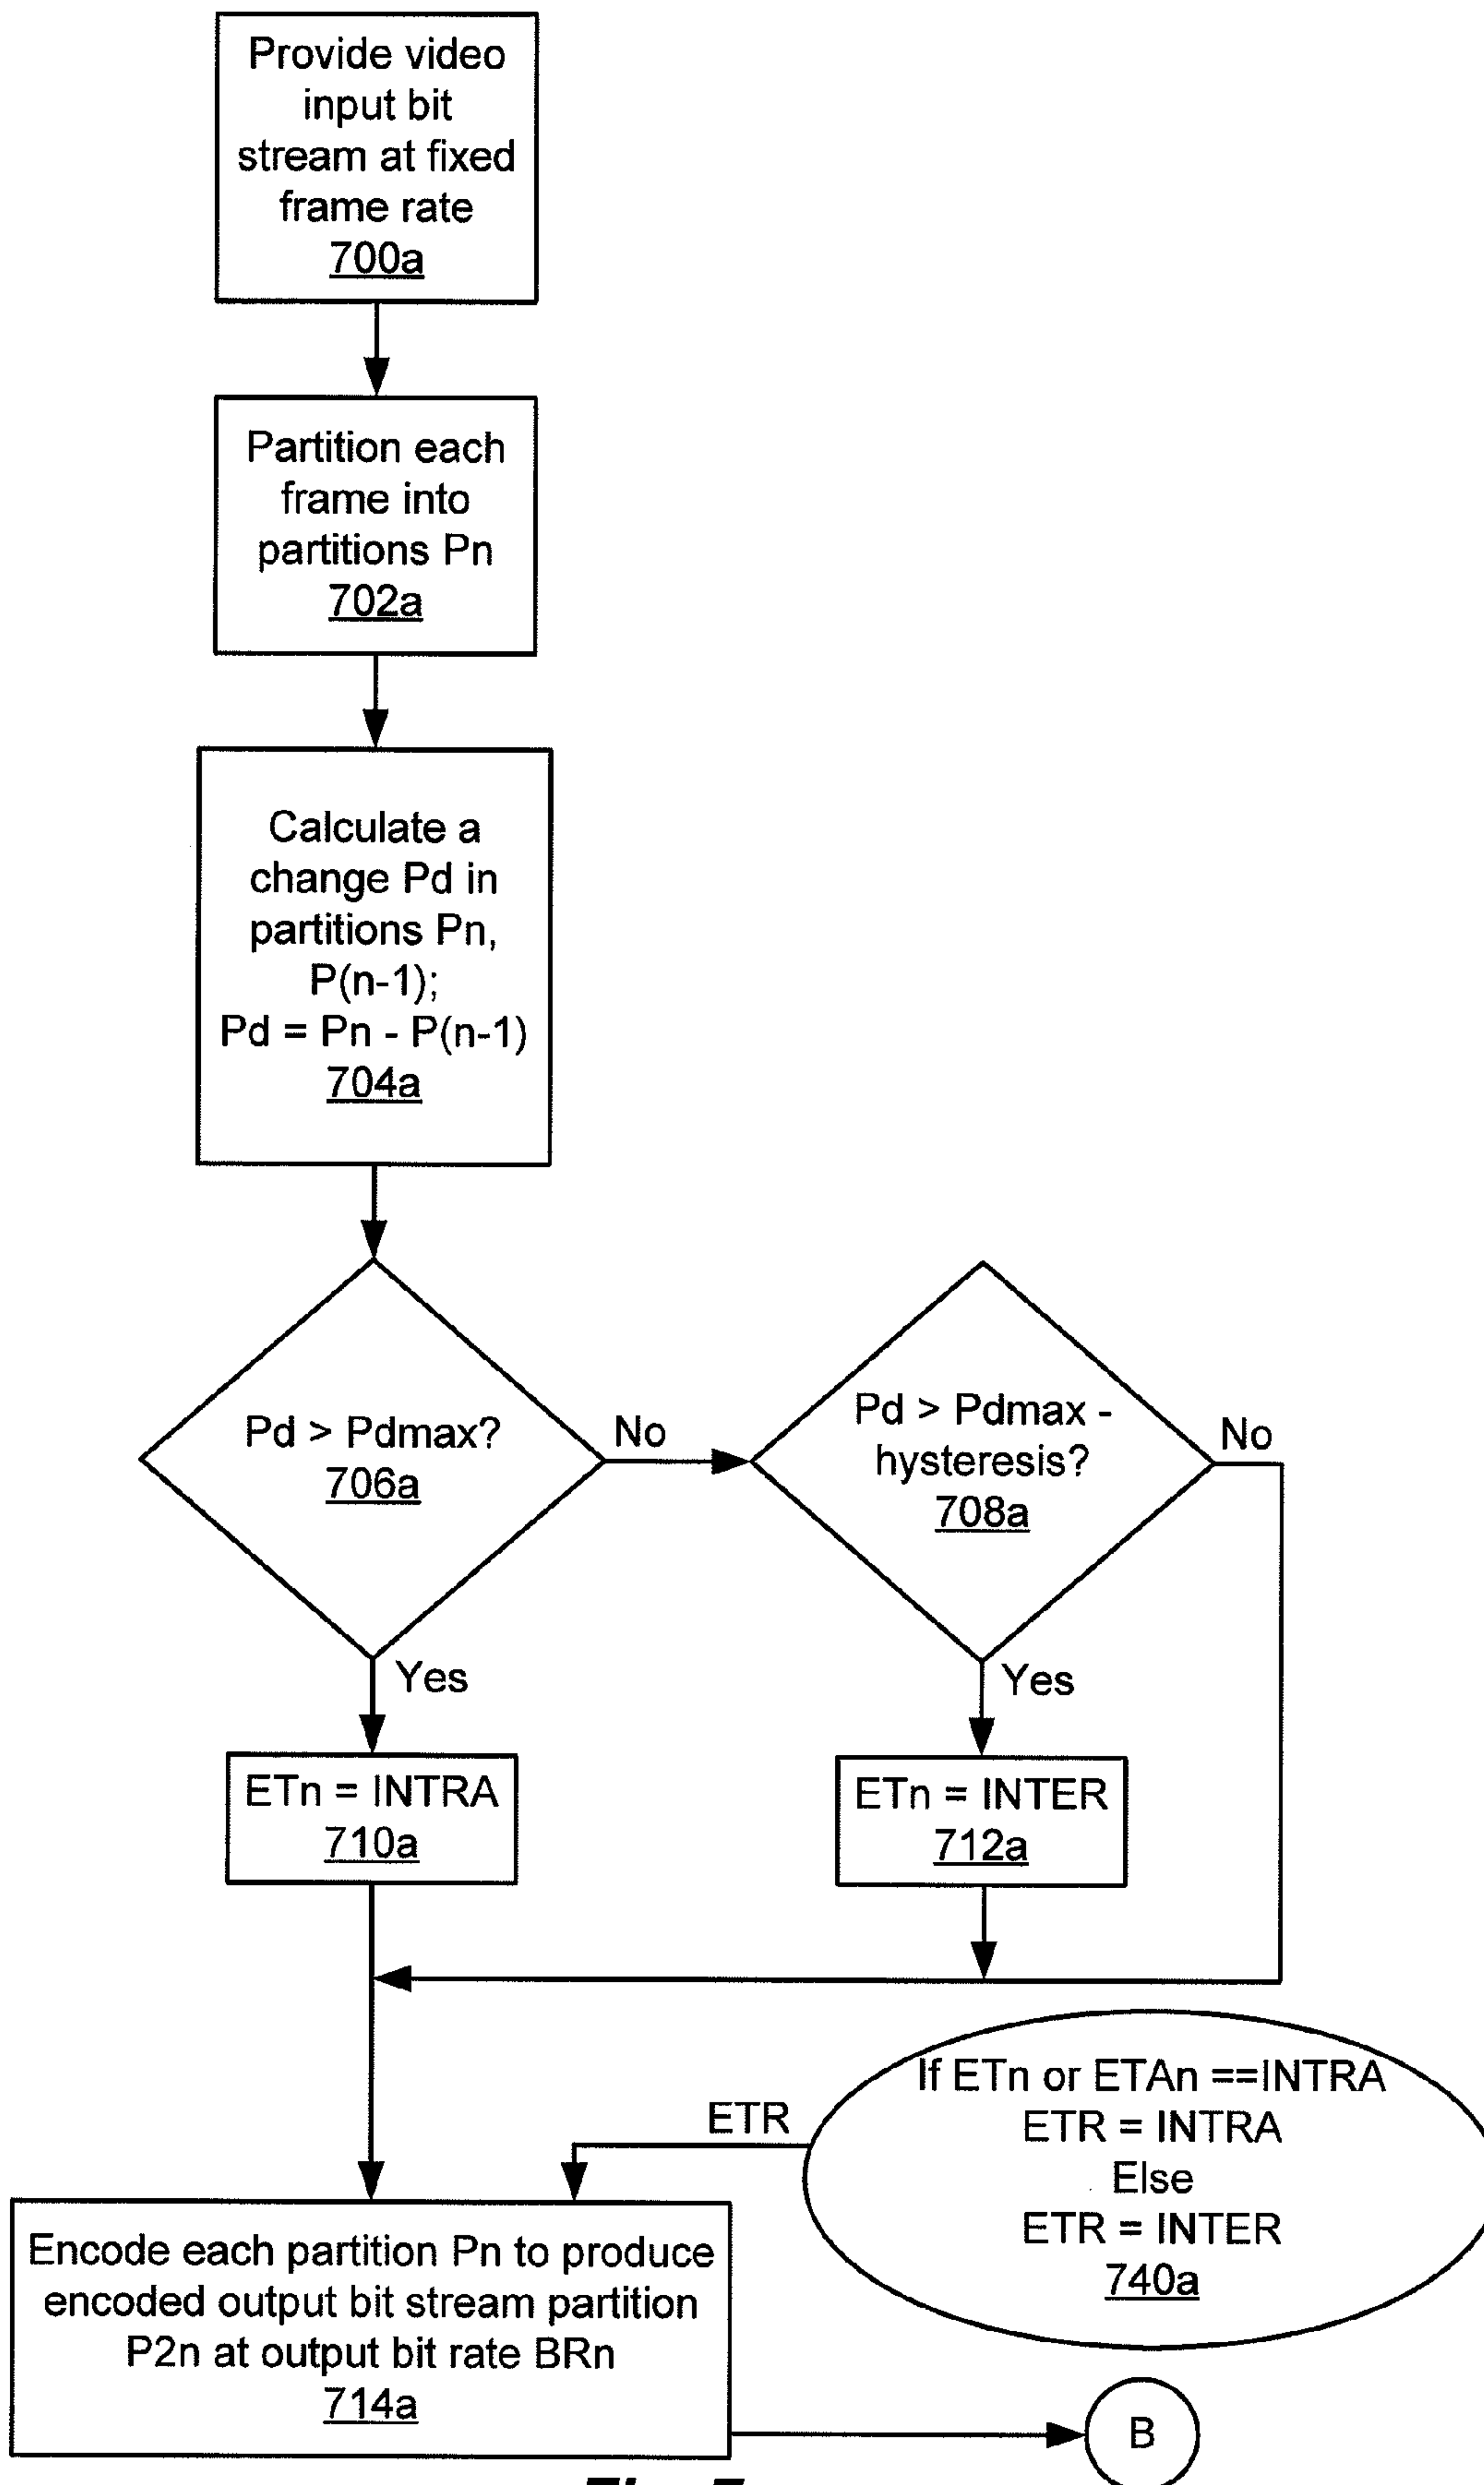 Provide video
input bit
stream at fixed
frame rate
700a
Partition each
frame into
partitions Pn
702a
Calculate a
change Pd in
partitions Pn,
P(n-1);
Pd = Pn - P(n-1)
704a
Pd > Pdmax?
706a
No
Pd > Pdmax -
hysteresis?
708a
No
Yes
Yes
ETn = INTRA
710a
ETn = INTER
712a
If ETn or ETAn ==INTRA
ETR = INTRA
Else
ETR = INTER
740a
ETR
Encode each partition Pn to produce
encoded output bit stream partition
P2n at output bit rate BRn
714a
B